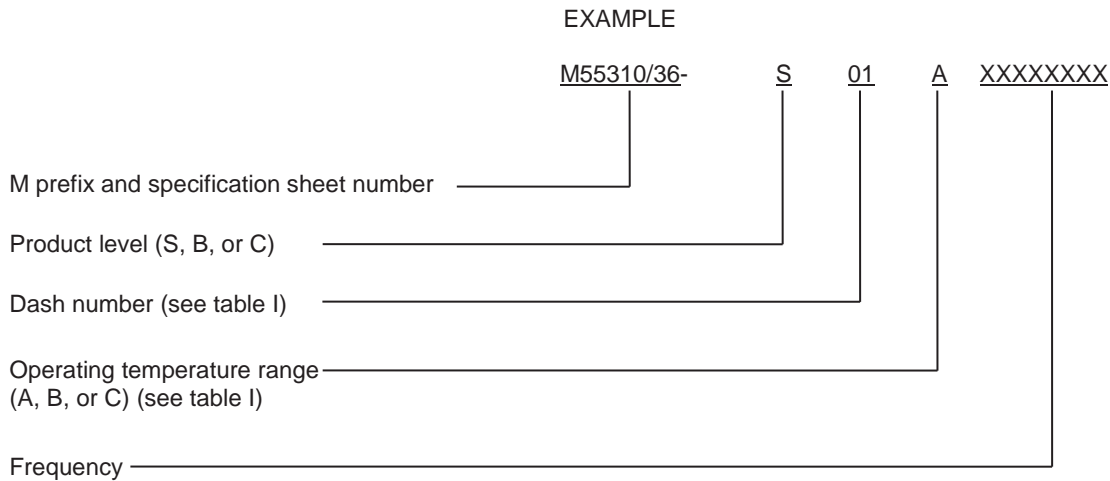 EXAMPLE
M55310/36- S 01 A XXXXXXXX
M prefix and specification sheet number
Product level (S, B, or C)
Dash number (see table I)
Operating temperature range
(A, B, or C) (see table I)
Frequency